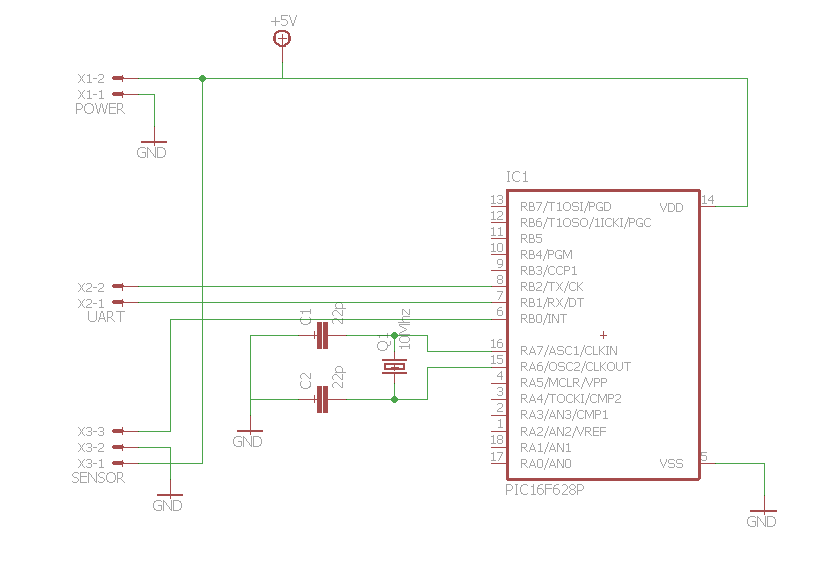 +5V
X1-2
X1-1
POWER
GND
IC1
13 RB7/T1OSI/PGD VDD 14
12 RB6/T1OSO/1ICKI/PGC
11 RB5
10 RB4/PGM
9 RB3/CCP1
X2-2 8 RB2/TX/CK
X2-1 7 RB1/RX/DT
UART
6 RB0/INT
C1
22p
Q1
10Mhz
16 RA7/ASC1/CLKIN
15 RA6/OSC2/CLKOUT
C2
22p
4 RA5/MCLR/VPP
3 RA4/TOCKI/CMP2
2 RA3/AN3/CMP1
X3-3 1 RA2/AN2/VREF
GND
X3-2 18 RA1/AN1
X3-1 17 RA0/AN0 VSS 5
SENSOR
PIC16F628P
GND
GND